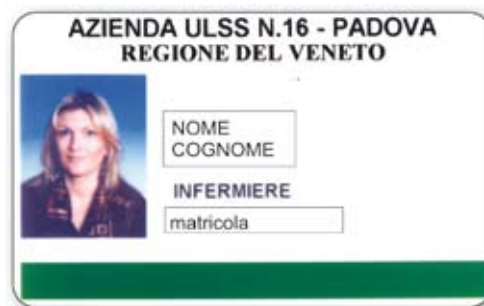 AZIENDA ULSS N.16 - PADOVA
REGIONE DEL VENETO
NOME
COGNOME
INFERMIERE
matricola